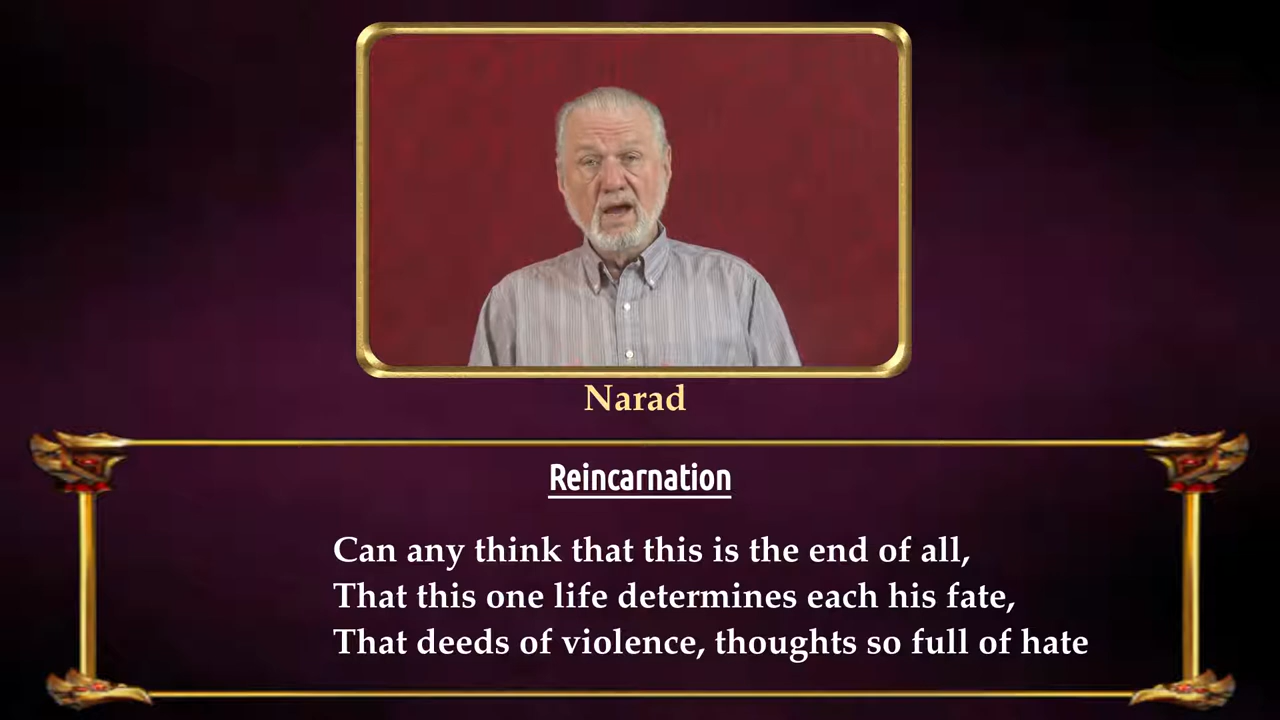 Narad
Reincarnation
Can any think that this is the end of all,
That this one life determines each his fate,
That deeds of violence, thoughts so full of hate